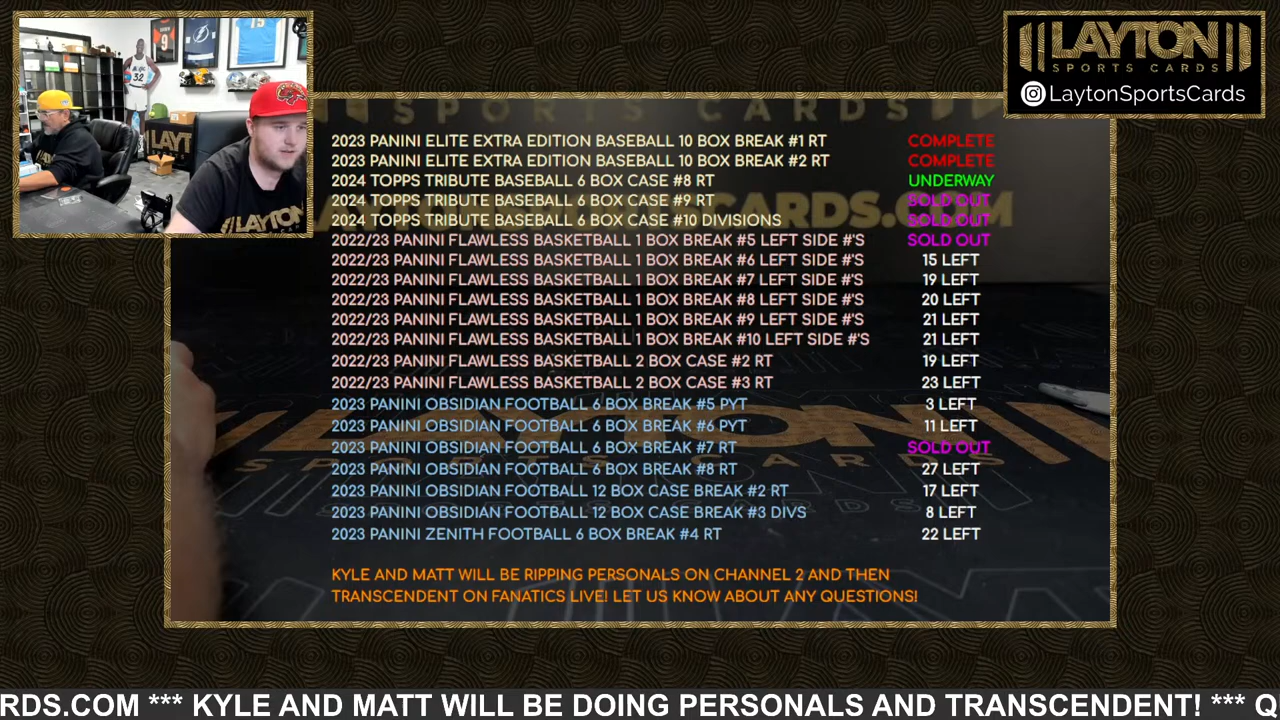 LAYTON
SPORTS CARDS
LaytonSportsCards
SPORTS CARDS
2023 PANINI ELITE EXTRA EDITION BASEBALL 10 BOX BREAK #1 RT COMPLETE
2023 PANINI ELITE EXTRA EDITION BASEBALL 10 BOX BREAK #2 RT COMPLETE
2024 TOPPS TRIBUTE BASEBALL 6 BOX CASE #8 RT UNDERWAY
2024 TOPPS TRIBUTE BASEBALL 6 BOX CASE #9 RT SOLD OUT
2024 TOPPS TRIBUTE BASEBALL 6 BOX CASE #10 DIVISIONS SOLD OUT
2022/23 PANINI FLAWLESS BASKETBALL 1 BOX BREAK #5 LEFT SIDE #'S SOLD OUT
2022/23 PANINI FLAWLESS BASKETBALL 1 BOX BREAK #6 LEFT SIDE #'S 15 LEFT
2022/23 PANINI FLAWLESS BASKETBALL 1 BOX BREAK #7 LEFT SIDE #'S 19 LEFT
2022/23 PANINI FLAWLESS BASKETBALL 1 BOX BREAK #8 LEFT SIDE #'S 20 LEFT
2022/23 PANINI FLAWLESS BASKETBALL 1 BOX BREAK #9 LEFT SIDE #'S 21 LEFT
2022/23 PANINI FLAWLESS BASKETBALL 1 BOX BREAK #10 LEFT SIDE #'S 21 LEFT
2022/23 PANINI FLAWLESS BASKETBALL 2 BOX CASE #2 RT 19 LEFT
2022/23 PANINI FLAWLESS BASKETBALL 2 BOX CASE #3 RT 23 LEFT
2023 PANINI OBSIDIAN FOOTBALL 6 BOX BREAK #5 PYT 3 LEFT
2023 PANINI OBSIDIAN FOOTBALL 6 BOX BREAK #6 PYT 11 LEFT
2023 PANINI OBSIDIAN FOOTBALL 6 BOX BREAK #7 RT SOLD OUT
2023 PANINI OBSIDIAN FOOTBALL 6 BOX BREAK #8 RT 27 LEFT
2023 PANINI OBSIDIAN FOOTBALL 12 BOX CASE BREAK #2 RT 17 LEFT
2023 PANINI OBSIDIAN FOOTBALL 12 BOX CASE BREAK #3 DIVS 8 LEFT
2023 PANINI ZENITH FOOTBALL 6 BOX BREAK #4 RT 22 LEFT
KYLE AND MATT WILL BE RIPPING PERSONALS ON CHANNEL 2 AND THEN
TRANSCENDENT ON FANATICS LIVE! LET US KNOW ABOUT ANY QUESTIONS!
RDS.COM *** KYLE AND MATT WILL BE DOING PERSONALS AND TRANSCENDENT! *** Q